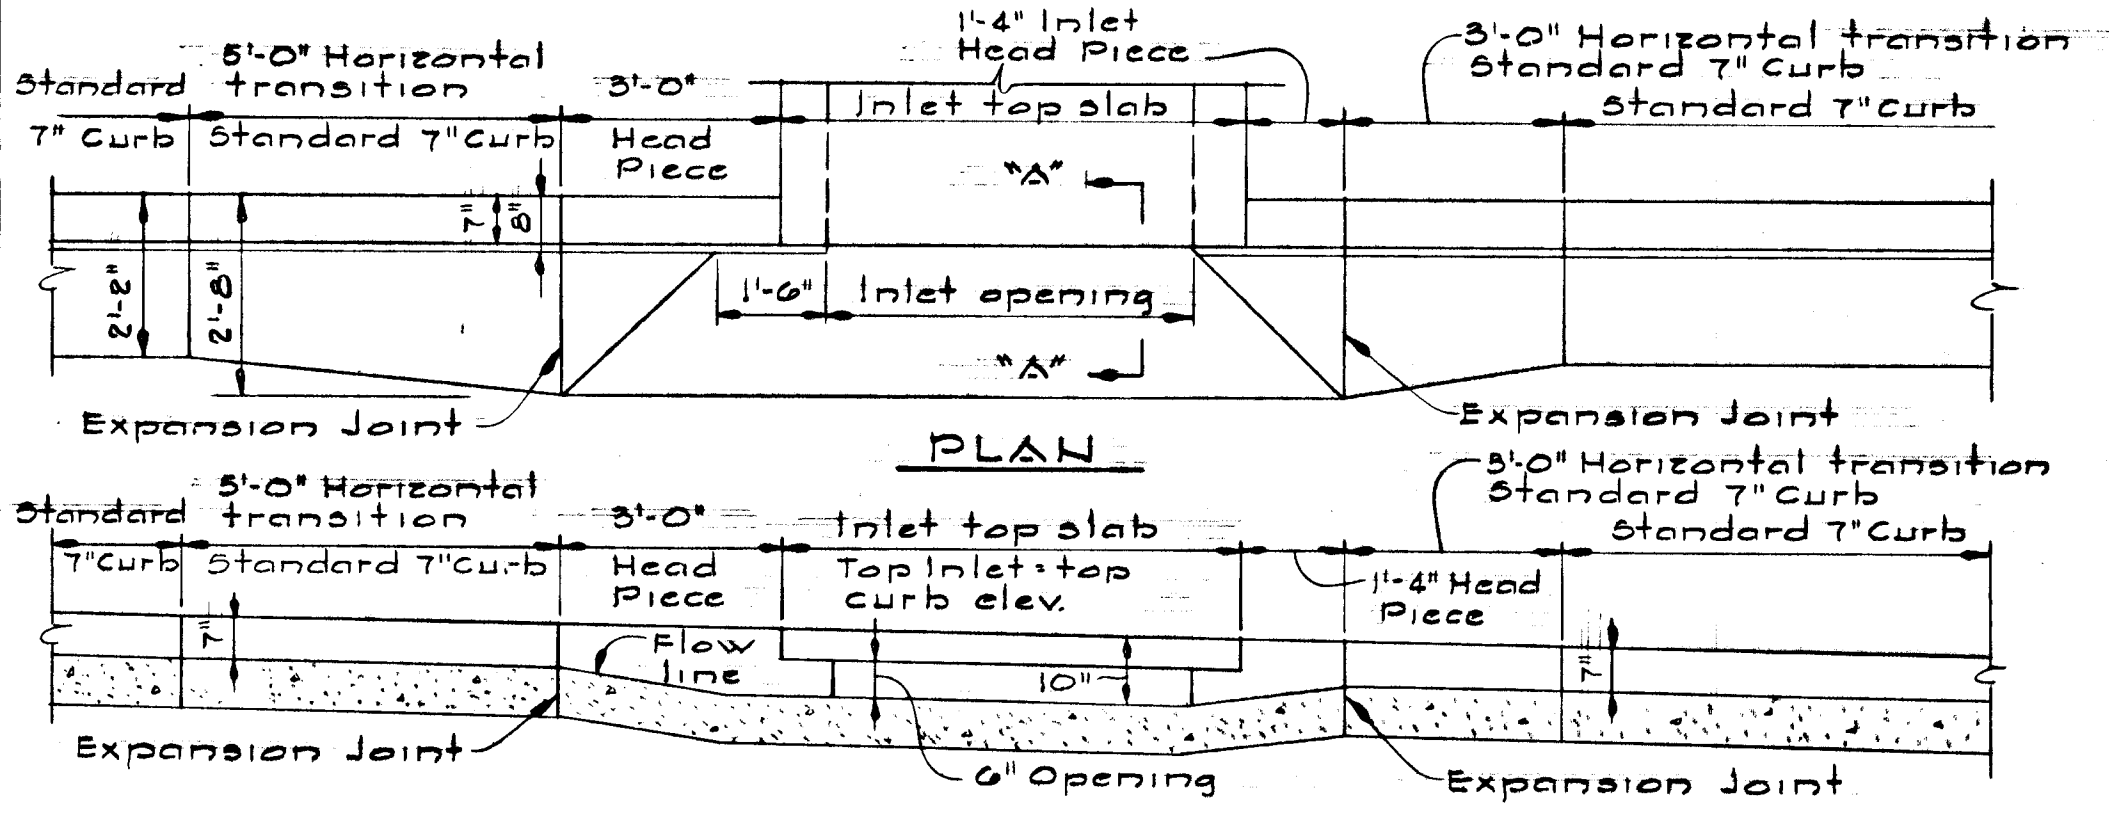 1'-4" Inlet
Head Piece
3'-0" Horizontal transition
Standard 7" Curb
Standard 7" Curb
5'-0" Horizontal
transition
Standard
7" Curb
Standard 7" Curb
3'-0"
Head
Piece
Inlet top slab
"A"
7"
8"
2'-2"
2'-8"
1'-6"
Inlet opening
"A"
Expansion Joint
Expansion Joint
PLAN
5'-0" Horizontal
transition
Standard
7" Curb
Standard 7" Curb
3'-0"
Head
Piece
Inlet top slab
Top Inlet = top
curb elev.
3'-0" Horizontal transition
Standard 7" Curb
Standard 7" Curb
1'-4" Head
Piece
7"
Flow
line
10"
7"
Expansion Joint
6" Opening
Expansion Joint